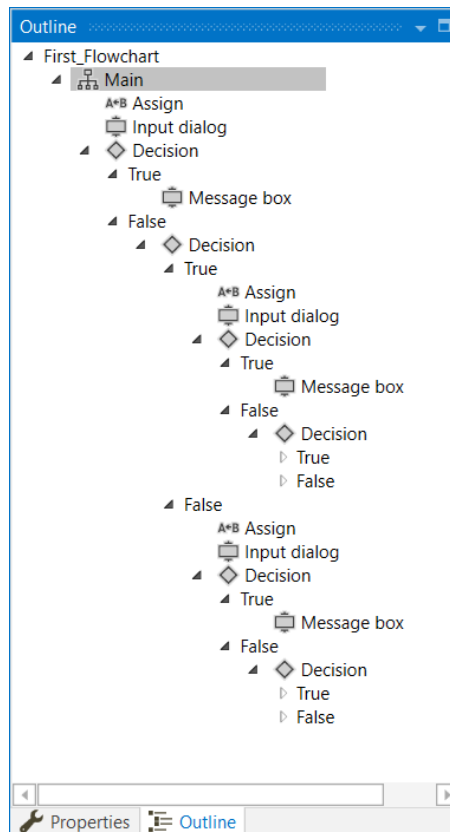 Outline
First_Flowchart
Main
A+B Assign
Input dialog
Decision
True
Message box
False
Decision
True
A+B Assign
Input dialog
Decision
True
Message box
False
Decision
True
False
False
A+B Assign
Input dialog
Decision
True
Message box
False
Decision
True
False
Properties Outline